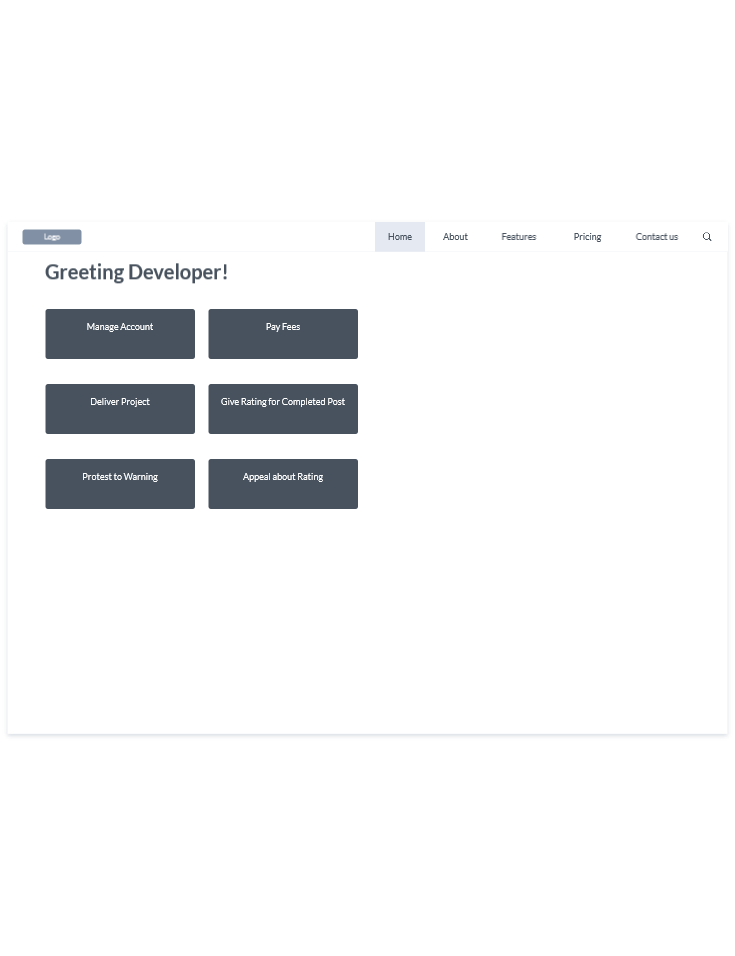 Logo
Home About Features Pricing Contact us
Greeting Developer!
Manage Account Pay Fees
Deliver Project Give Rating for Completed Post
Protest to Warning Appeal about Rating